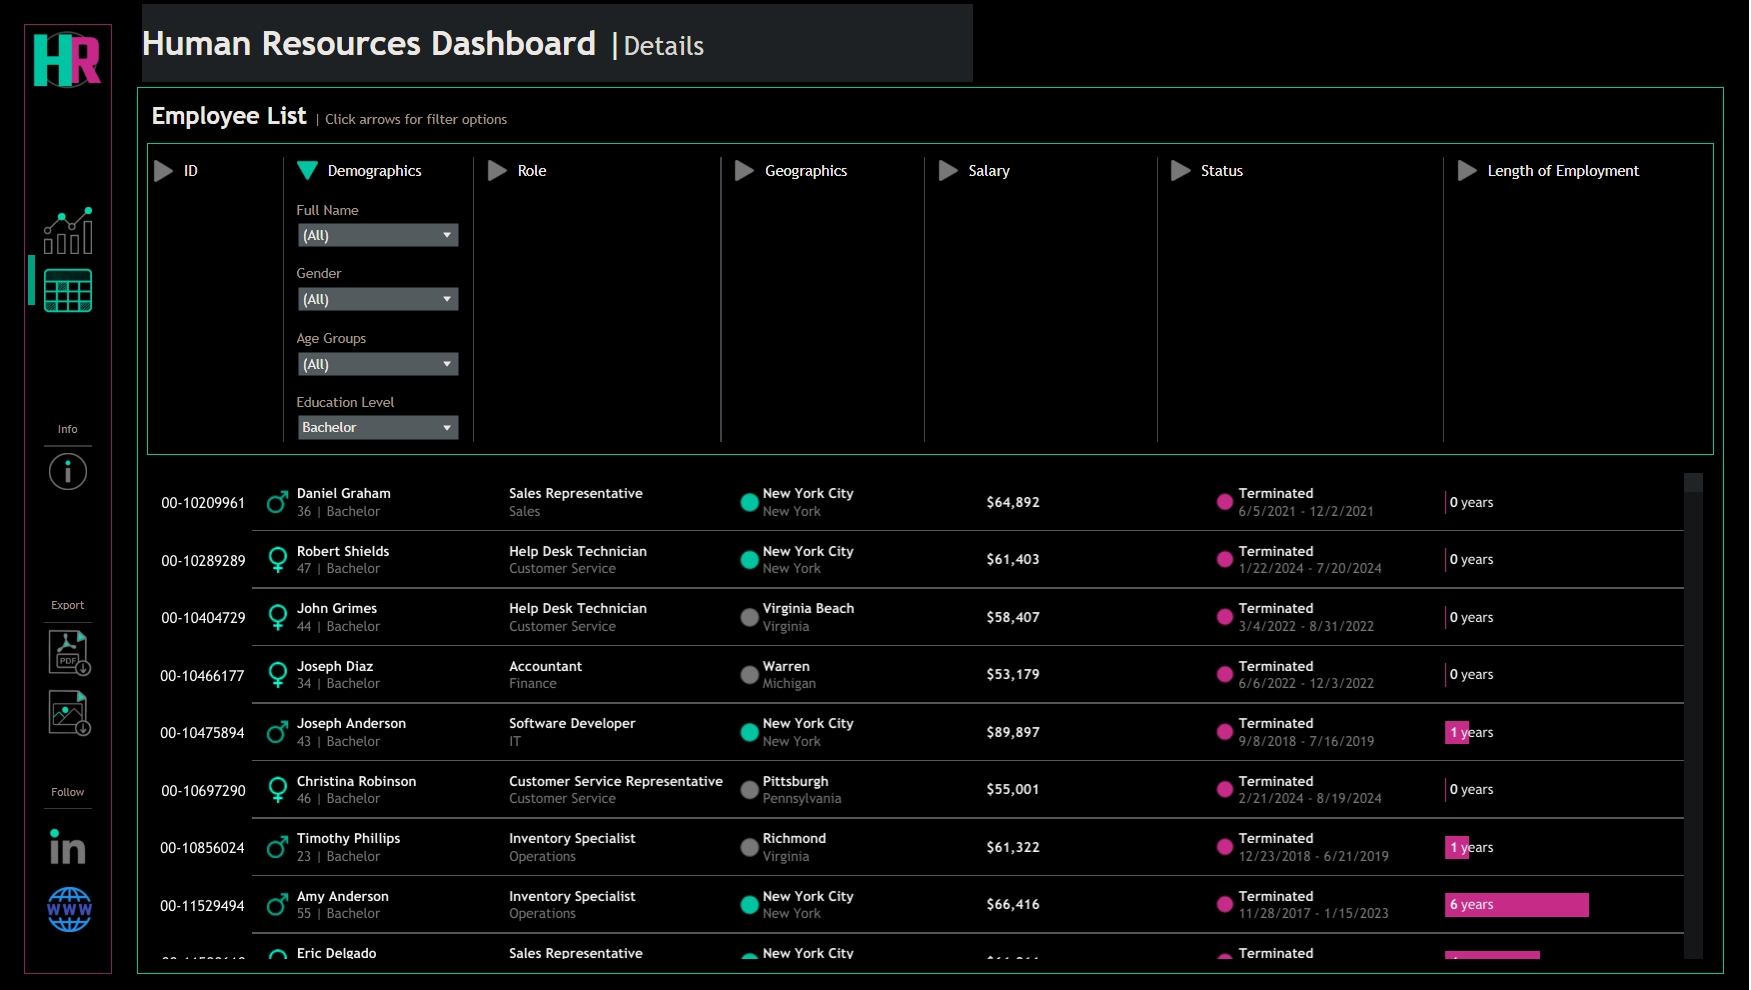 HR
Human Resources Dashboard | Details
Employee List | Click arrows for filter options
ID
Demographics
Role
Geographics
Salary
Status
Length of Employment
Full Name
(All)
Gender
(All)
Age Groups
(All)
Education Level
Bachelor
Info
Export
PDF
Follow
in
WWW
00-10209961 Daniel Graham Sales Representative New York City $64,892 Terminated 0 years
36 | Bachelor Sales New York 6/5/2021 - 12/2/2021
00-10289289 Robert Shields Help Desk Technician New York City $61,403 Terminated 0 years
47 | Bachelor Customer Service New York 1/22/2024 - 7/20/2024
00-10404729 John Grimes Help Desk Technician Virginia Beach $58,407 Terminated 0 years
44 | Bachelor Customer Service Virginia 3/4/2022 - 8/31/2022
00-10466177 Joseph Diaz Accountant Warren $53,179 Terminated 0 years
34 | Bachelor Finance Michigan 6/6/2022 - 12/3/2022
00-10475894 Joseph Anderson Software Developer New York City $89,897 Terminated 1 years
43 | Bachelor IT New York 9/8/2018 - 7/16/2019
00-10697290 Christina Robinson Customer Service Representative Pittsburgh $55,001 Terminated 0 years
46 | Bachelor Customer Service Pennsylvania 2/21/2024 - 8/19/2024
00-10856024 Timothy Phillips Inventory Specialist Richmond $61,322 Terminated 1 years
23 | Bachelor Operations Virginia 12/23/2018 - 6/21/2019
00-11529494 Amy Anderson Inventory Specialist New York City $66,416 Terminated 6 years
55 | Bachelor Operations New York 11/28/2017 - 1/15/2023
Eric Delgado Sales Representative New York City Terminated